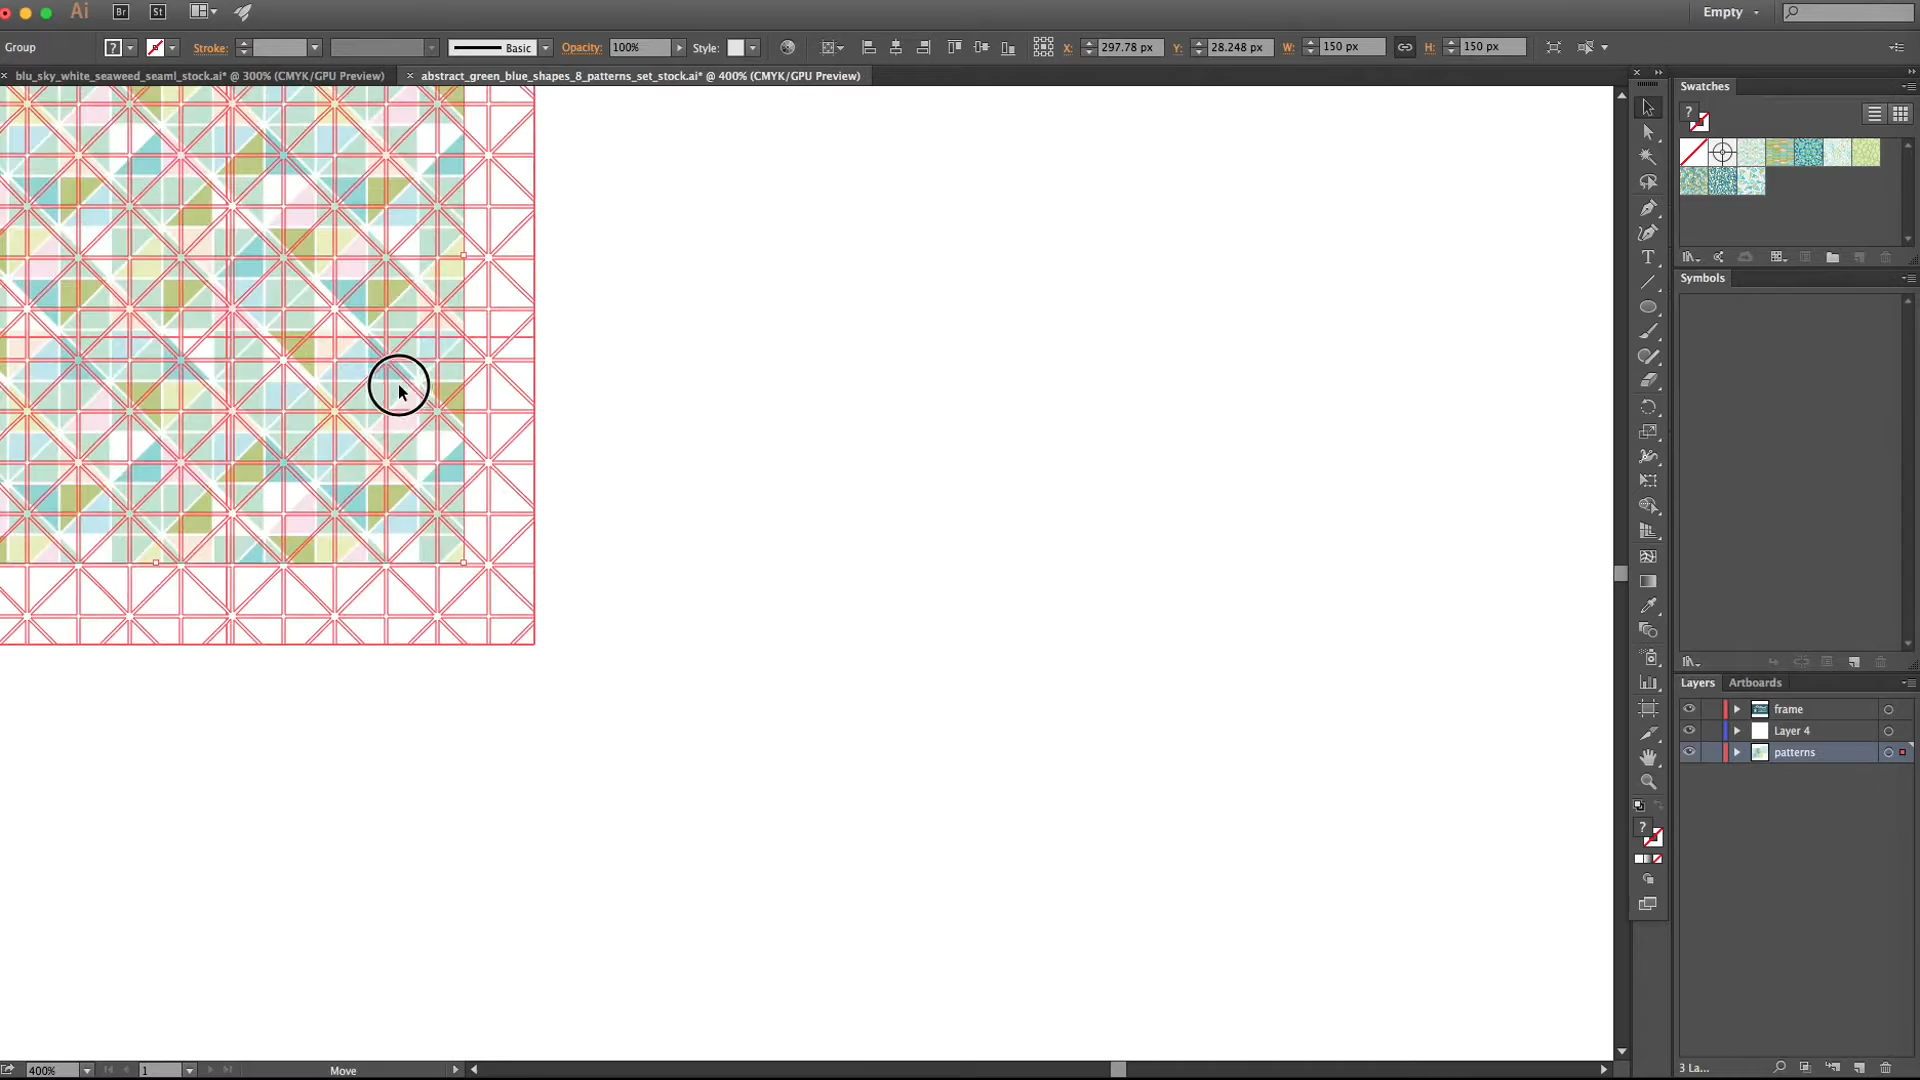 Ai Br St Empty
Group ? Stroke: Basic Opacity: 100% Style: X: 297.78 px Y: 28.248 px W: 150 px H: 150 px
blu_sky_white_seaweed_seaml_stock.ai* @ 300% (CMYK/GPU Preview) abstract_green_blue_shapes_8_patterns_set_stock.ai* @ 400% (CMYK/GPU Preview)
Swatches
?
T
Symbols
Layers Artboards
frame
Layer 4
patterns
?
3 La...
400% 1 Move